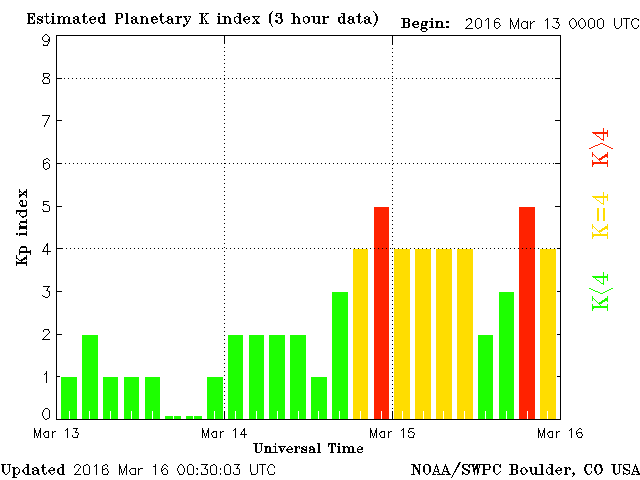 Estimated Planetary K index (3 hour data) Begin: 2016 Mar 13 0000 UTC
9
8
7
6
5
4
3
2
1
0
Kp index
K>4
K=4
K<4
Mar 13 Mar 14 Mar 15 Mar 16
Universal Time
Updated 2016 Mar 16 00:30:03 UTC NOAA/SWPC Boulder, CO USA